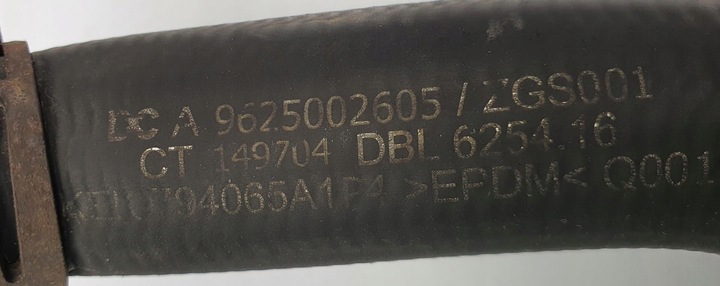 DC A 9625002605 / ZGS001
CT 149704 DBL 6254.16
>EPDM< Q001